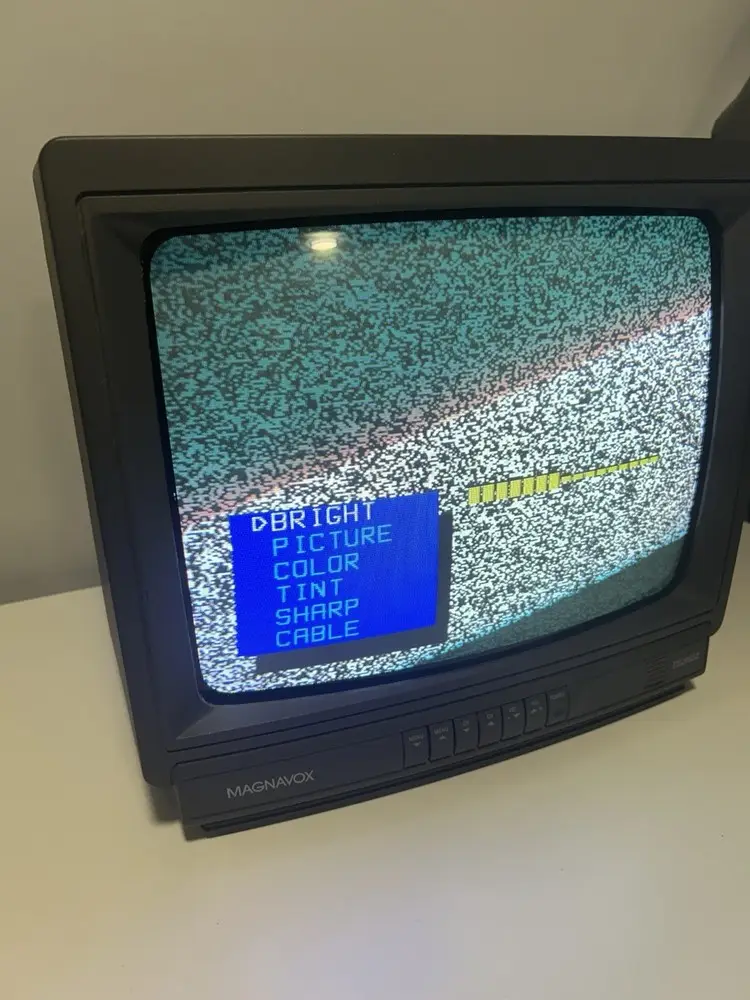 BRIGHT
PICTURE
COLOR
TINT
SHARP
CABLE
MAGNAVOX